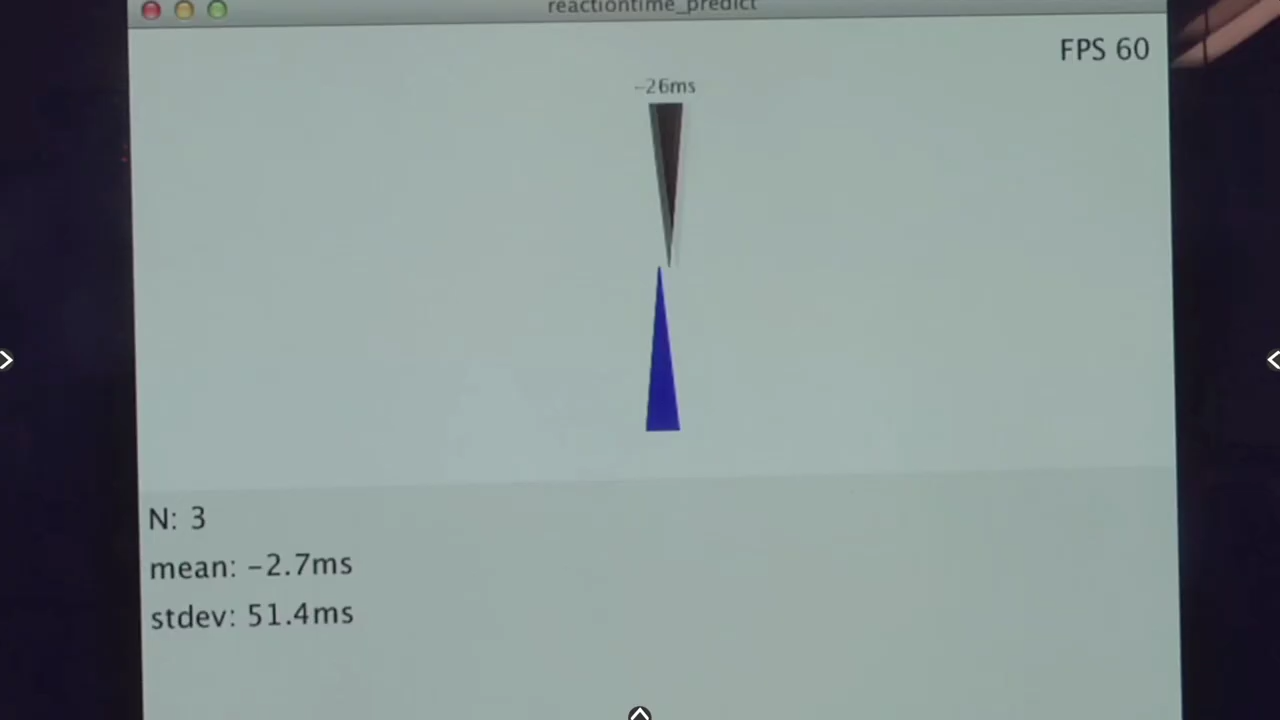 reactiontime_predict
FPS 60
-26ms
N: 3
mean: -2.7ms
stdev: 51.4ms